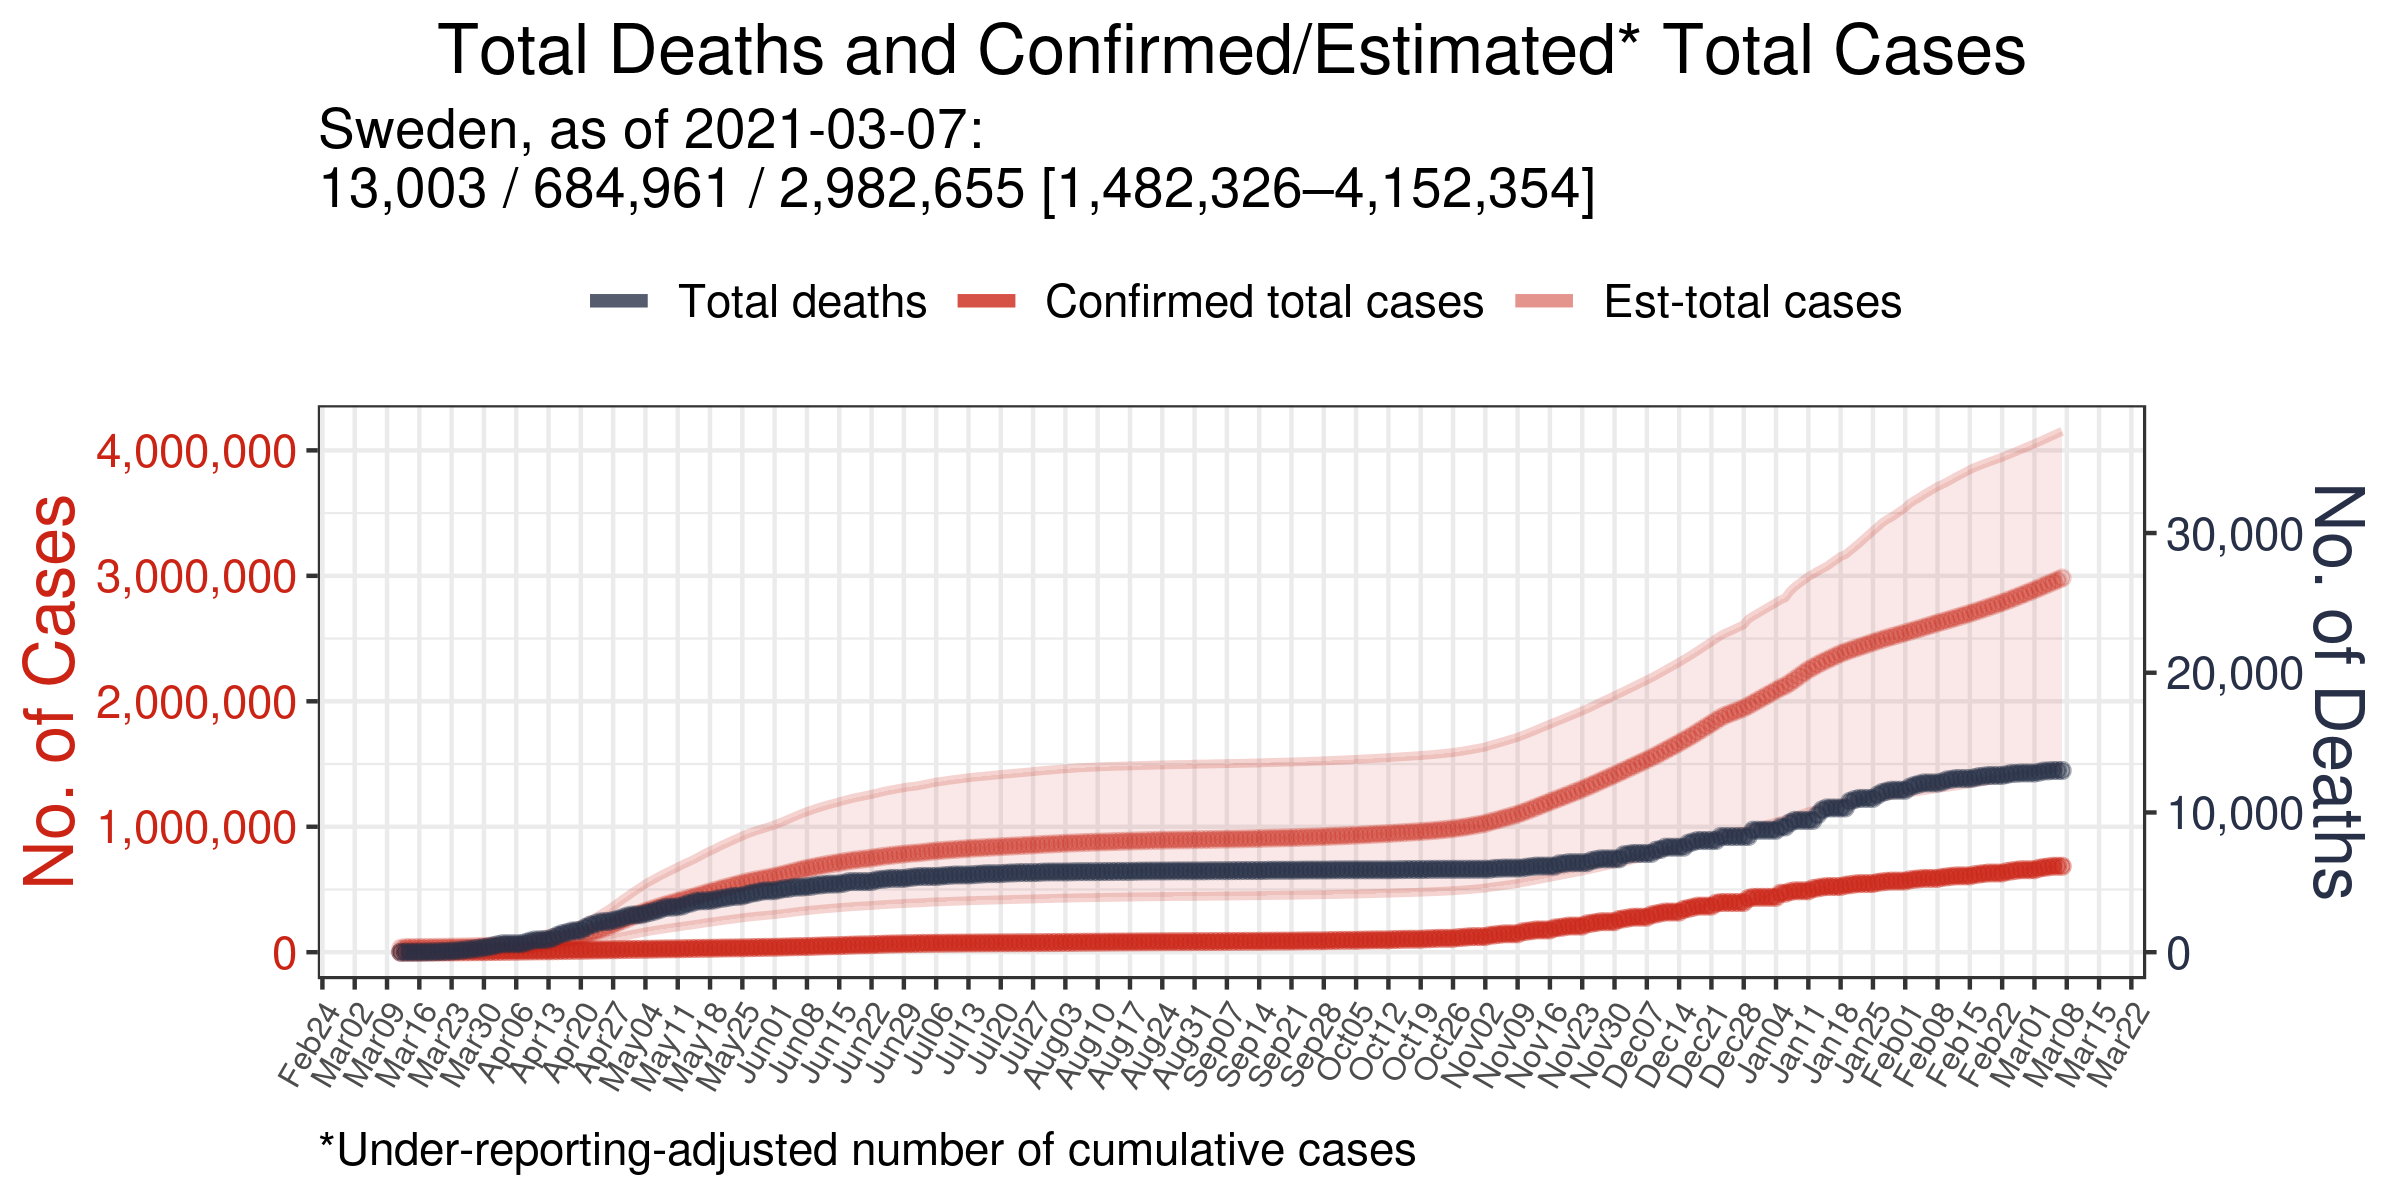 Total Deaths and Confirmed/Estimated* Total Cases
Sweden, as of 2021-03-07:
13,003 / 684,961 / 2,982,655 [1,482,326–4,152,354]
Total deaths
Confirmed total cases
Est-total cases
No. of Cases
4,000,000
3,000,000
2,000,000
1,000,000
0
30,000
20,000
10,000
0
No. of Deaths
Feb24
Mar02
Mar09
Mar16
Mar23
Mar30
Apr06
Apr13
Apr20
Apr27
May04
May11
May18
May25
Jun01
Jun08
Jun15
Jun22
Jun29
Jul06
Jul13
Jul20
Jul27
Aug03
Aug10
Aug17
Aug24
Aug31
Sep07
Sep14
Sep21
Sep28
Oct05
Oct12
Oct19
Oct26
Nov02
Nov09
Nov16
Nov23
Nov30
Dec07
Dec14
Dec21
Dec28
Jan04
Jan11
Jan18
Jan25
Feb01
Feb08
Feb15
Feb22
Mar01
Mar08
Mar15
Mar22
*Under-reporting-adjusted number of cumulative cases